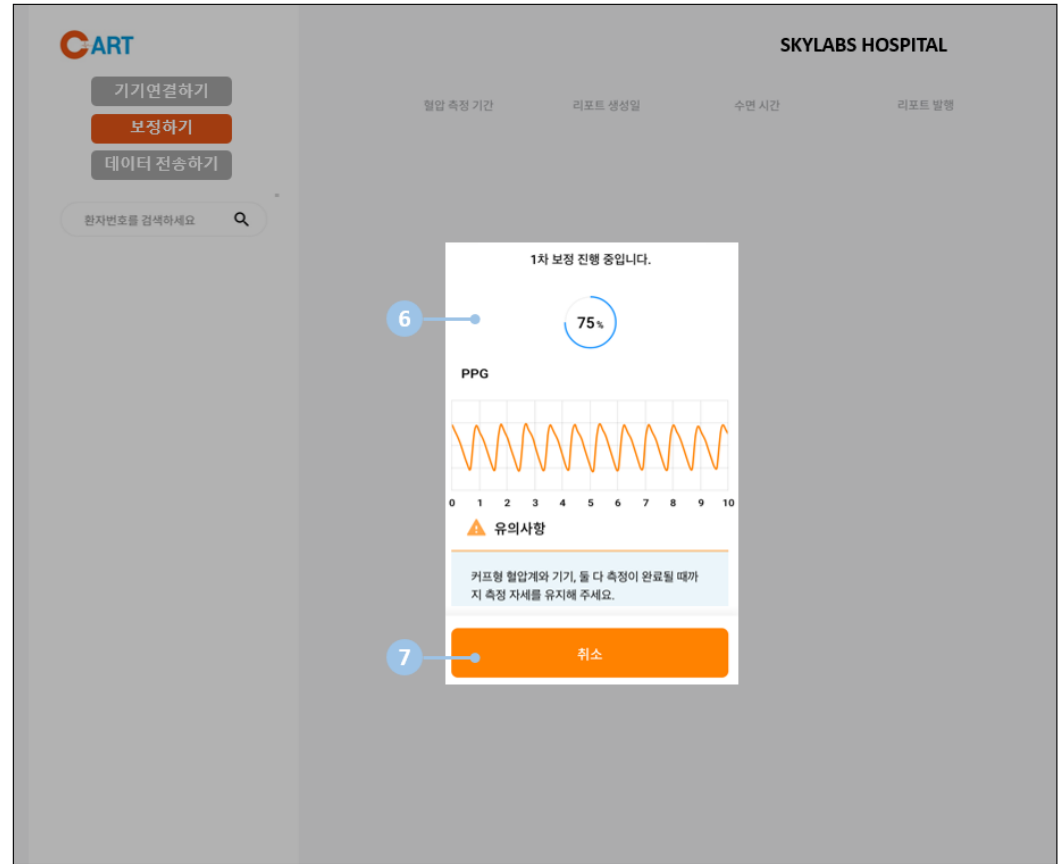 CART
SKYLABS HOSPITAL
기기연결하기
보정하기
데이터 전송하기
환자번호를 검색하세요
혈압 측정 기간 리포트 생성일 수면 시간 리포트 발행
1차 보정 진행 중입니다.
6
75%
PPG
0 1 2 3 4 5 6 7 8 9 10
유의사항
커프형 혈압계와 기기, 둘 다 측정이 완료될 때까
지 측정 자세를 유지해 주세요.
7
취소